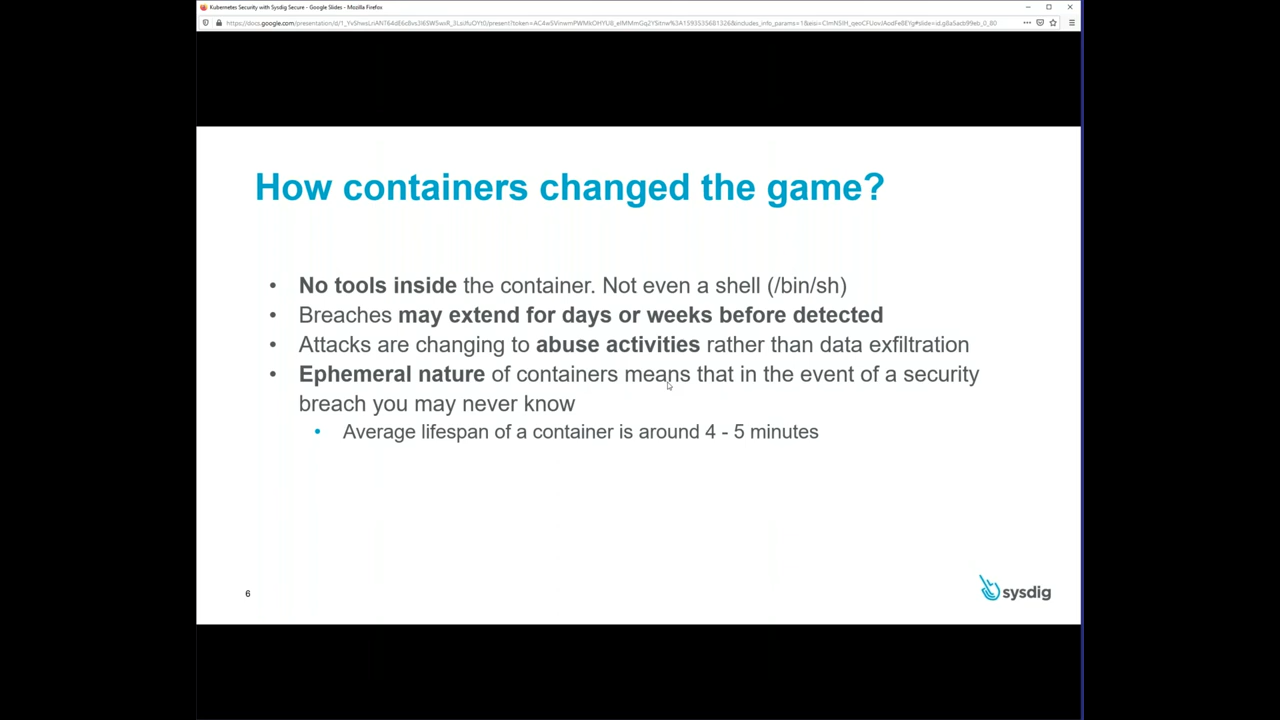 Kubernetes Security with Sysdig Secure - Google Slides - Mozilla Firefox
How containers changed the game?
• No tools inside the container. Not even a shell (/bin/sh)
• Breaches may extend for days or weeks before detected
• Attacks are changing to abuse activities rather than data exfiltration
• Ephemeral nature of containers means that in the event of a security
breach you may never know
• Average lifespan of a container is around 4 - 5 minutes
6
sysdig